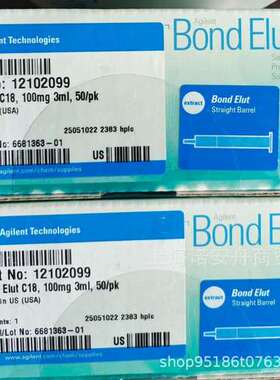 Agilent Technologies
Agilent
Bond Elut
: 12102099
C18, 100mg 3ml, 50/pk
(USA)
25051022 2383 hplc
: 6681363-01
US
.com/chem/supplies
extract
Bond Elut
Straight Barrel
Agilent Technologies
Agilent
Bond Elut
t No: 12102099
Elut C18, 100mg 3ml, 50/pk
in US (USA)
nts: 1
25051022 2383 hplc
/Lot No: 6681363-01
US
.com/chem/supplies
extract
Bond Elut
Straight Barrel
shop95186t0763